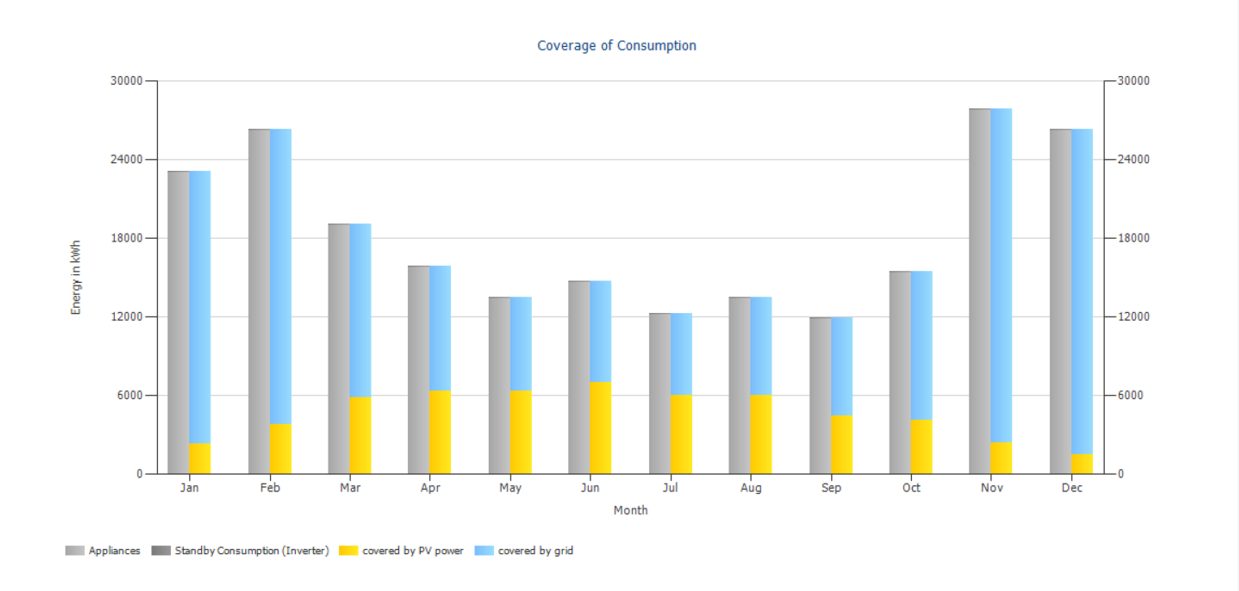 Coverage of Consumption
30000 30000
24000 24000
18000 18000
12000 12000
6000 6000
0 0
Energy in kWh
Jan Feb Mar Apr May Jun Jul Aug Sep Oct Nov Dec
Month
Appliances Standby Consumption (Inverter) covered by PV power covered by grid